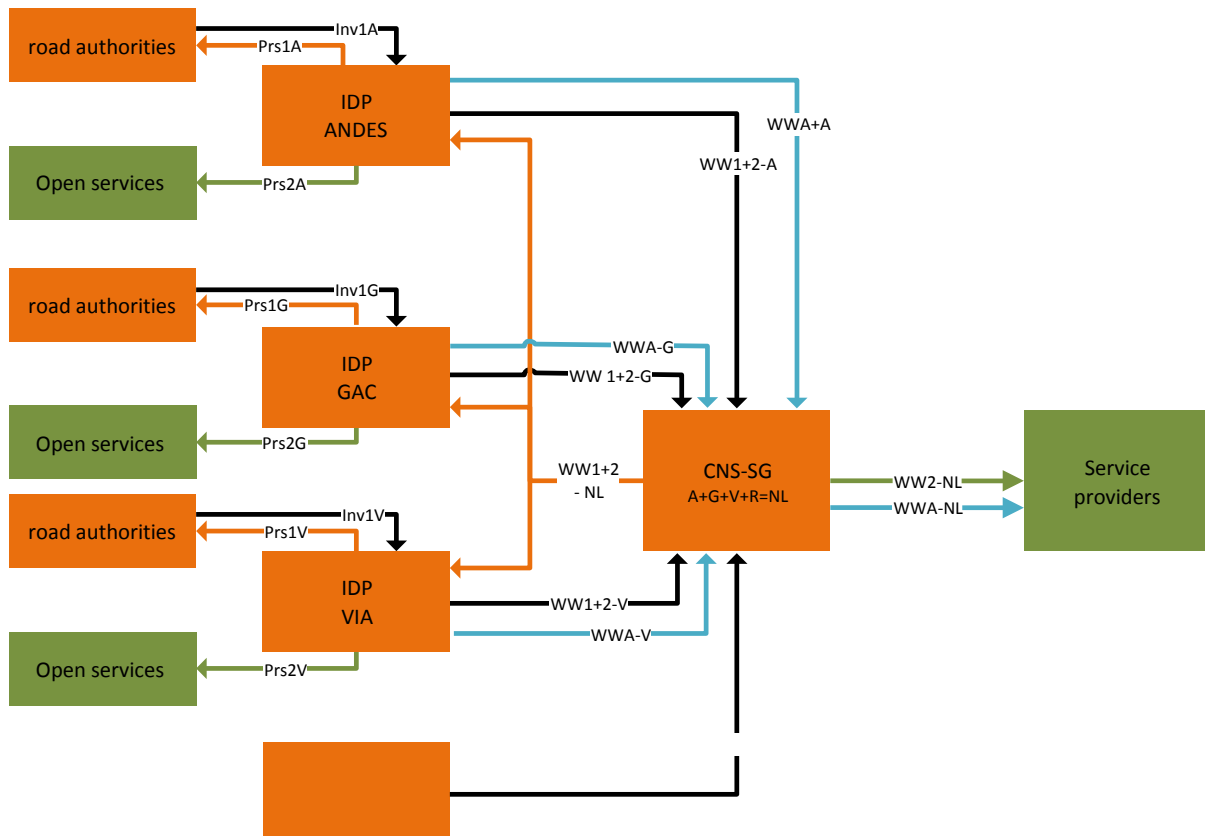 Inv1A
road authorities
Prs1A
IDP
ANDES
WWA+A
WW1+2-A
Open services
Prs2A
road authorities
Inv1G
Prs1G
IDP
GAC
WWA-G
WW 1+2-G
Open services
Prs2G
WW1+2
- NL
CNS-SG
A+G+V+R=NL
WW2-NL
WWA-NL
Service
providers
road authorities
Inv1V
Prs1V
IDP
VIA
WW1+2-V
WWA-V
Open services
Prs2V